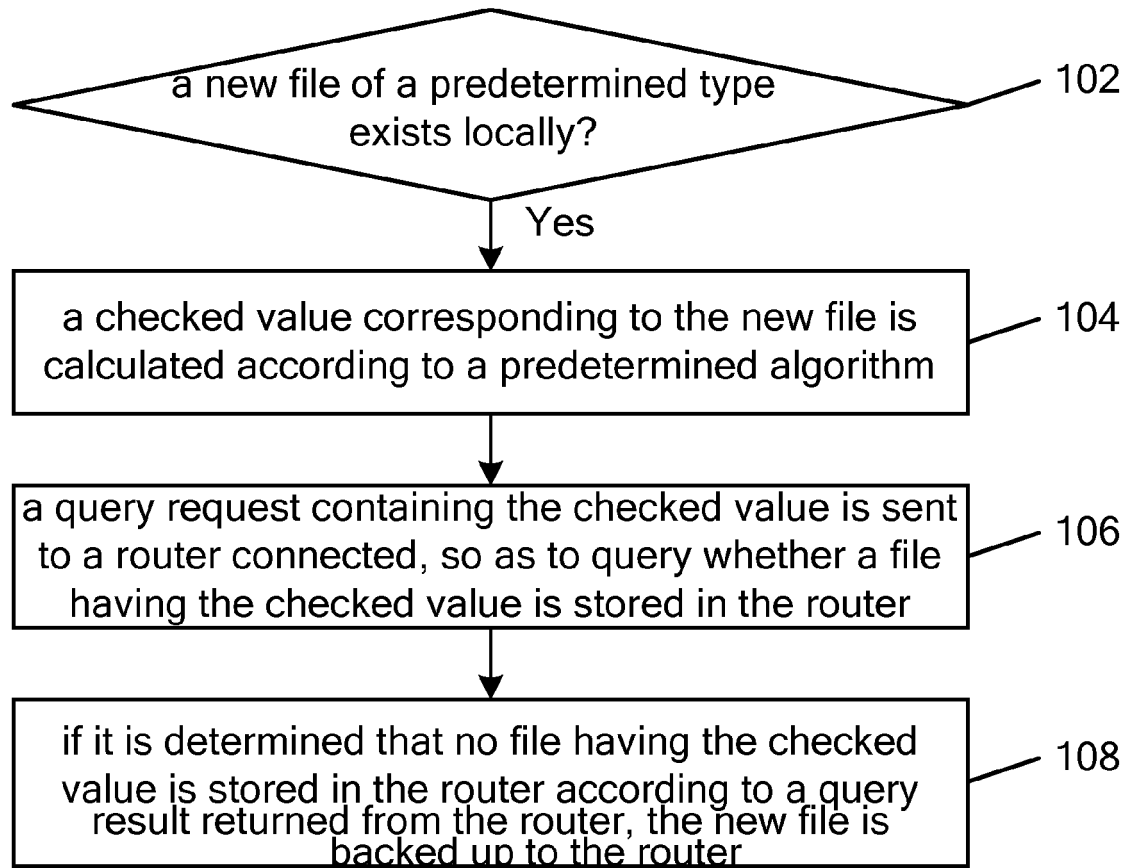 a new file of a predetermined type
exists locally?
102
Yes
a checked value corresponding to the new file is
calculated according to a predetermined algorithm
104
a query request containing the checked value is sent
to a router connected, so as to query whether a file
having the checked value is stored in the router
106
if it is determined that no file having the checked
value is stored in the router according to a query
result returned from the router, the new file is
backed up to the router
108